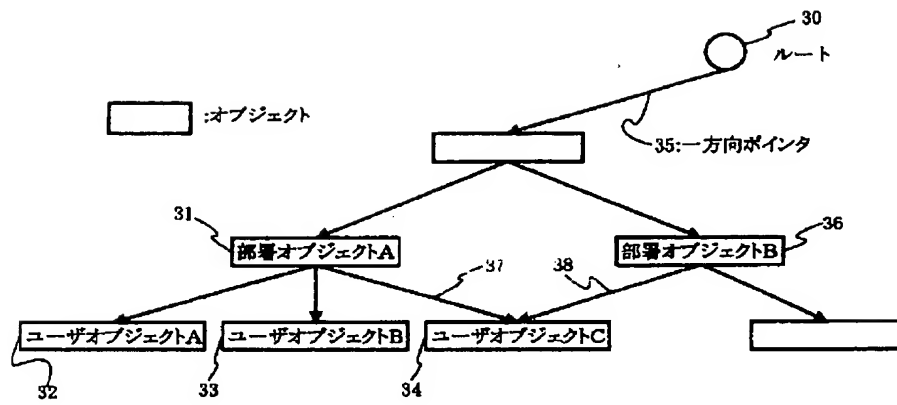 30
ルート
:オブジェクト
35:一方向ポインタ
31
部署オブジェクトA
37
38
部署オブジェクトB
36
ユーザオブジェクトA
ユーザオブジェクトB
ユーザオブジェクトC
32
33
34